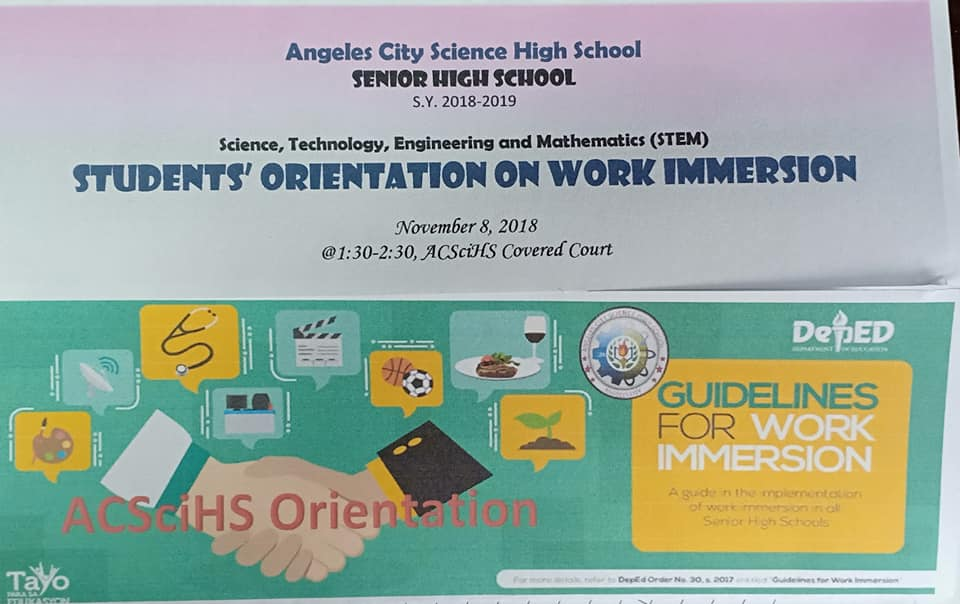 Angeles City Science High School
SENIOR HIGH SCHOOL
S.Y. 2018-2019
Science, Technology, Engineering and Mathematics (STEM)
STUDENTS' ORIENTATION ON WORK IMMERSION
November 8, 2018
@1:30-2:30, ACSciHS Covered Court
DepED
DEPARTMENT OF EDUCATION
GUIDELINES
FOR WORK
IMMERSION
A guide in the implementation
of work immersion in all
Senior High Schools
ACSciHS Orientation
Tayo
PARA SA
EDUKASYON
For more details, refer to DepEd Order No. 30, s. 2017 entitled "Guidelines for Work Immersion"